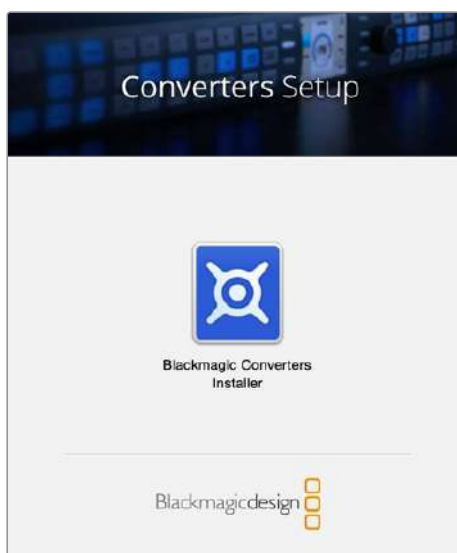 Converters Setup
Blackmagic Converters
Installer
Blackmagicdesign